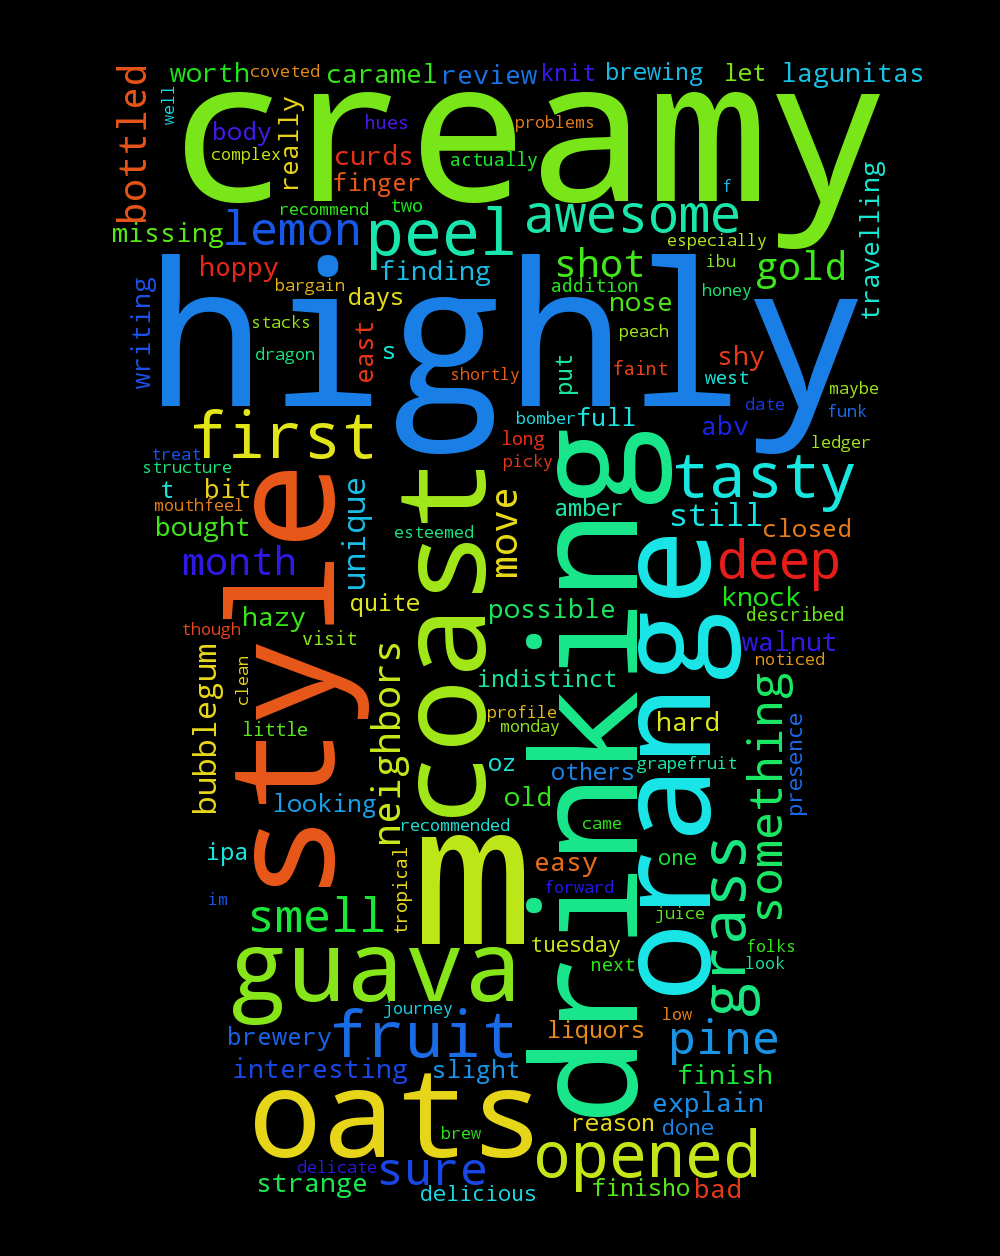 worth
coveted
caramel
review
knit
brewing
let
lagunitas
bottled
well
creamy
body
really
hues
problems
complex
curds
actually
finger
f
recommend
two
missing
lemon
peel
awesome
travelling
especially
hoppy
finding
shot
ibu
gold
bargain
days
addition
nose
honey
writing
highly
stacks
peach
dragon
east
s
shortly
put
faint
shy
west
maybe
date
funk
first
bomber
full
abv
long
ledger
treat
structure
picky
tasty
t
bit
mouthfeel
style
unique
coast
move
drinking
amber
still
closed
bought
esteemed
month
orange
deep
quite
possible
knock
hazy
described
though
visit
walnut
neighbors
bubblegum
clean
indistinct
noticed
something
little
profile
monday
hard
presence
oz
others
grapefruit
looking
old
recommended
came
m
ipa
tropical
easy
one
grass
im
forward
smell
juice
guava
tuesday
folks
next
look
journey
low
brewery
fruit
liquors
pine
interesting
slight
finish
oats
explain
brew
reason
done
delicate
sure
opened
strange
delicious
finisho
bad